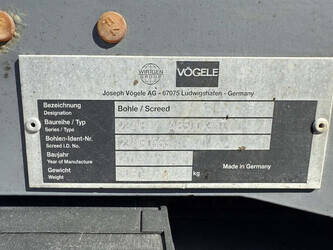 WIRTGEN
GROUP
VÖGELE
Joseph Vögele AG - 67075 Ludwigshafen - Germany
Bezeichnung
Designation
Bohle / Screed
Baureihe / Typ
Series / Type
Bohlen-Ident-Nr.
Screed I.D. No.
Baujahr
Year of Manufacture
Made in Germany
Gewicht
Weight
kg